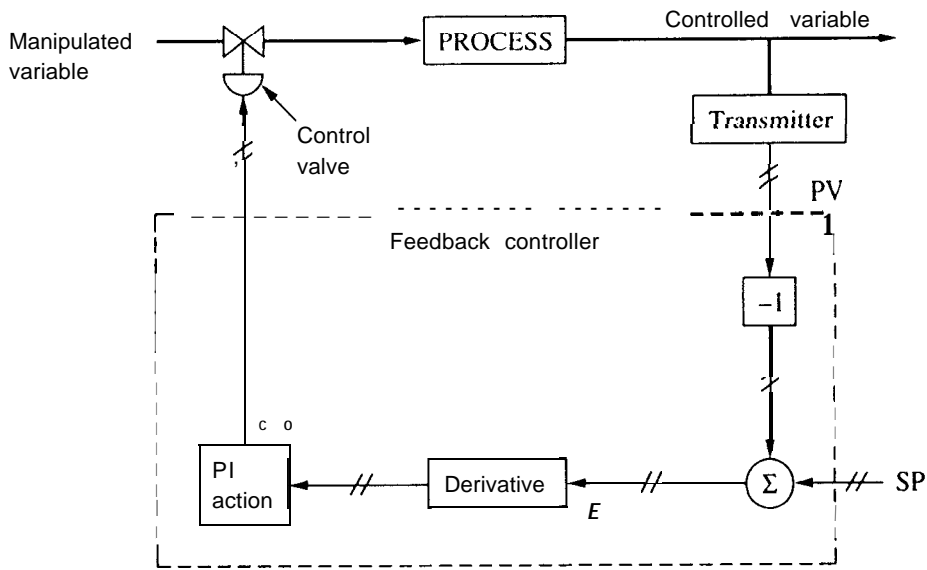 Controlled variable
Manipulated
variable
PROCESS
Transmitter
Control
valve
PV
1
Feedback controller
–1
c o
PI
action
Derivative
E
Σ
SP